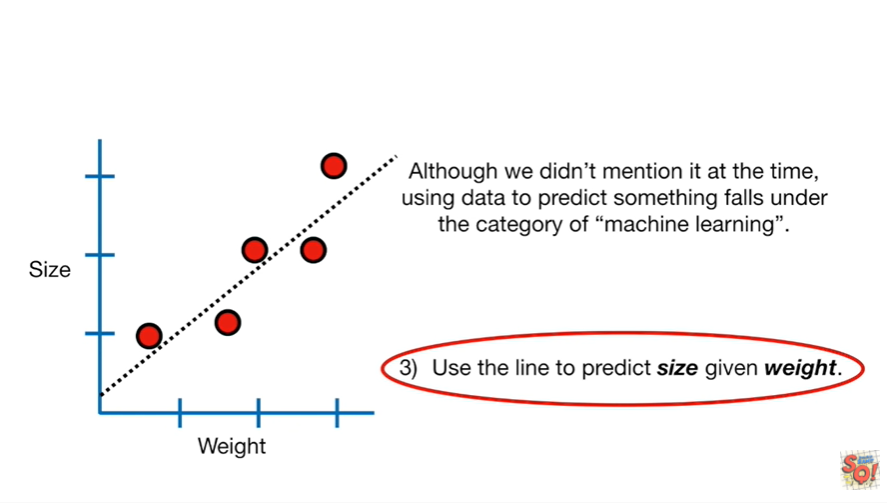 Although we didn’t mention it at the time,
using data to predict something falls under
the category of “machine learning”.
Size
3) Use the line to predict size given weight.
Weight
SO!